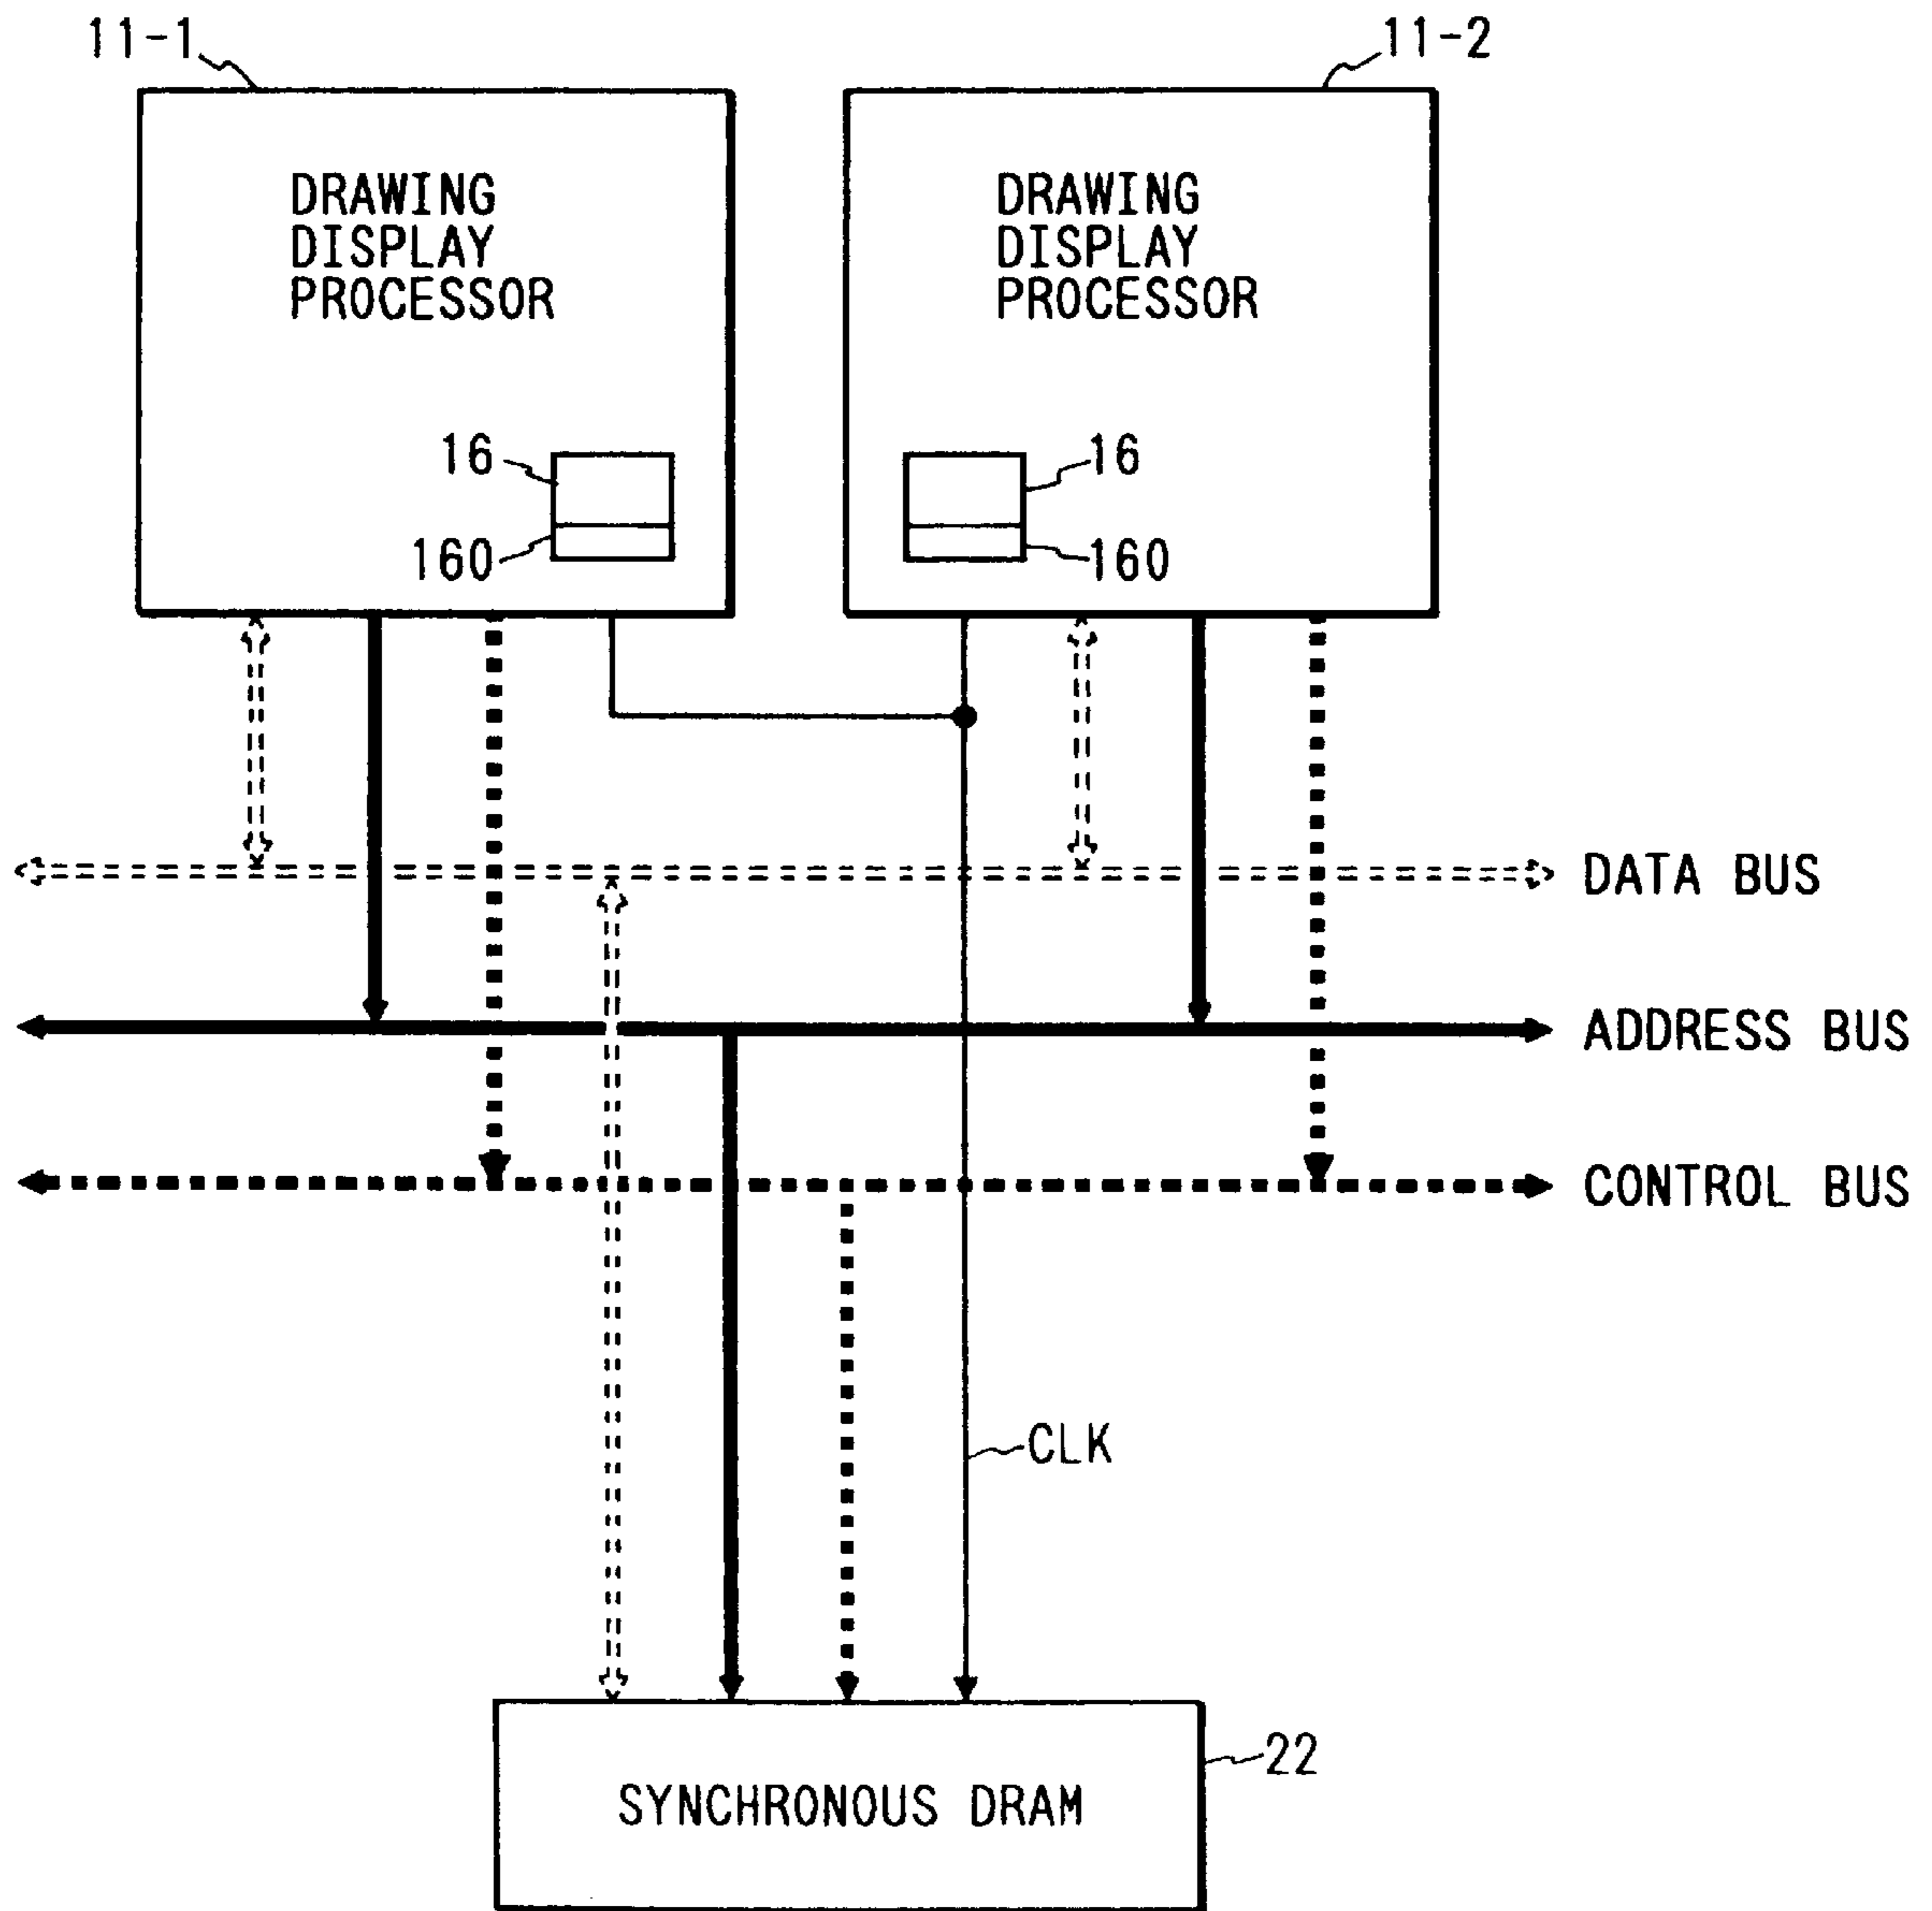 11-1
11-2
DRAWING
DISPLAY
PROCESSOR
DRAWING
DISPLAY
PROCESSOR
16
160
16
160
DATA BUS
ADDRESS BUS
CONTROL BUS
CLK
22
SYNCHRONOUS DRAM